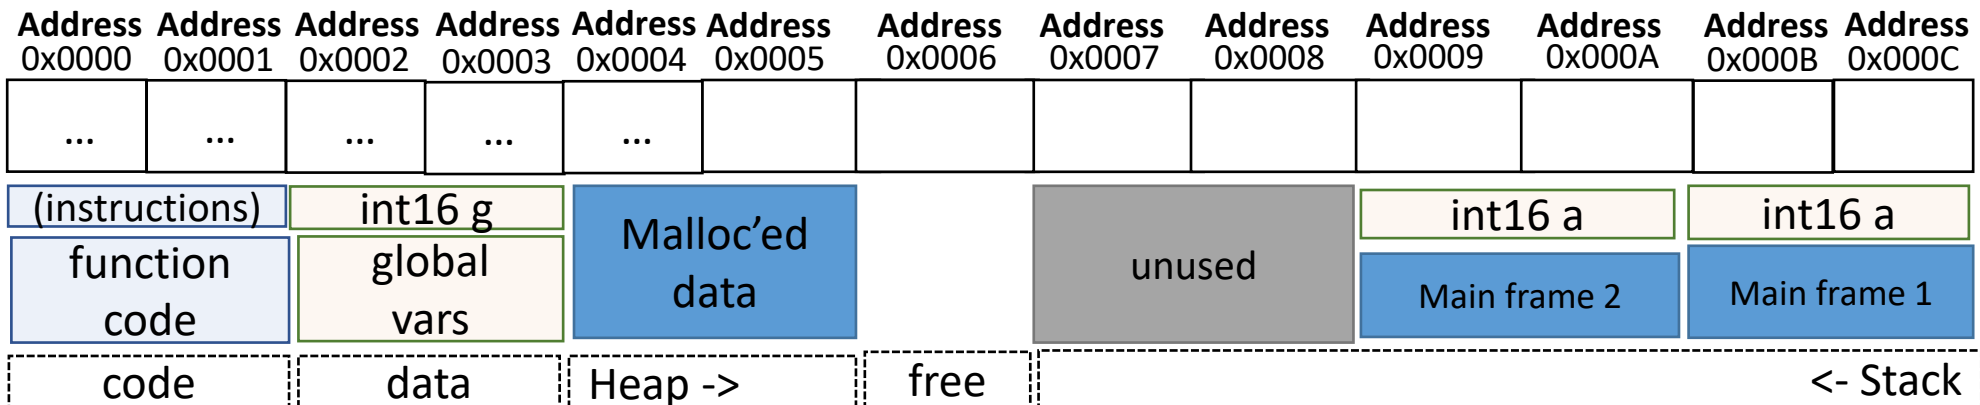 Address Address Address Address Address Address Address Address Address Address Address Address Address
0x0000 0x0001 0x0002 0x0003 0x0004 0x0005 0x0006 0x0007 0x0008 0x0009 0x000A 0x000B 0x000C
... ... ... ... ...
(instructions) int16 g int16 a int16 a
function
code
global
vars
Malloc’ed
data
unused
Main frame 2
Main frame 1
code data Heap -> free <- Stack